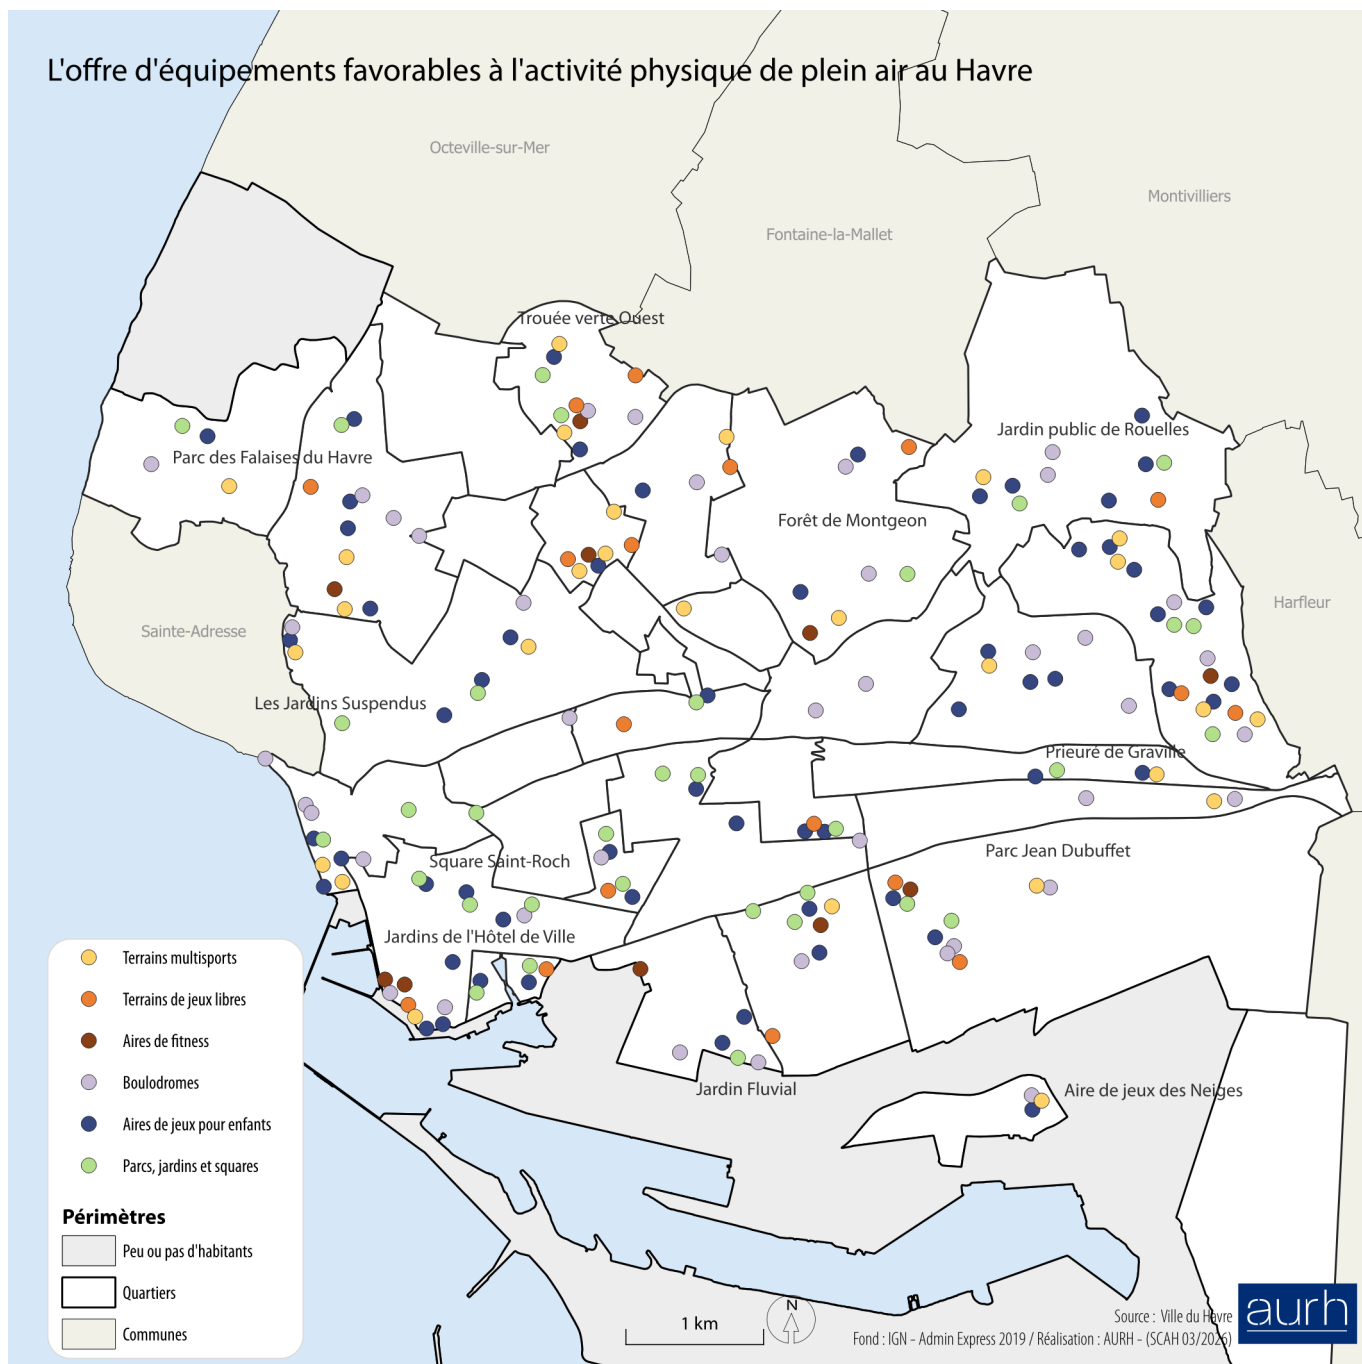 L'offre d'équipements favorables à l'activité physique de plein air au Havre
Octeville-sur-Mer
Montivilliers
Fontaine-la-Mallet
Trouée verte Ouest
Jardin public de Rouelles
Parc des Falaises du Havre
Forêt de Montgeon
Harfleur
Sainte-Adresse
Les Jardins Suspendus
Prieuré de Graville
Parc Jean Dubuffet
Square Saint-Roch
Jardins de l'Hôtel de Ville
Terrains multisports
Terrains de jeux libres
Aires de fitness
Boulodromes
Aires de jeux pour enfants
Parcs, jardins et squares
Périmètres
Peu ou pas d'habitants
Quartiers
Communes
Jardin Fluvial
Aire de jeux des Neiges
1 km
N
Source : Ville du Havre
Fond : IGN - Admin Express 2019 / Réalisation : AURH - (SCAH 03/2026)
aurh